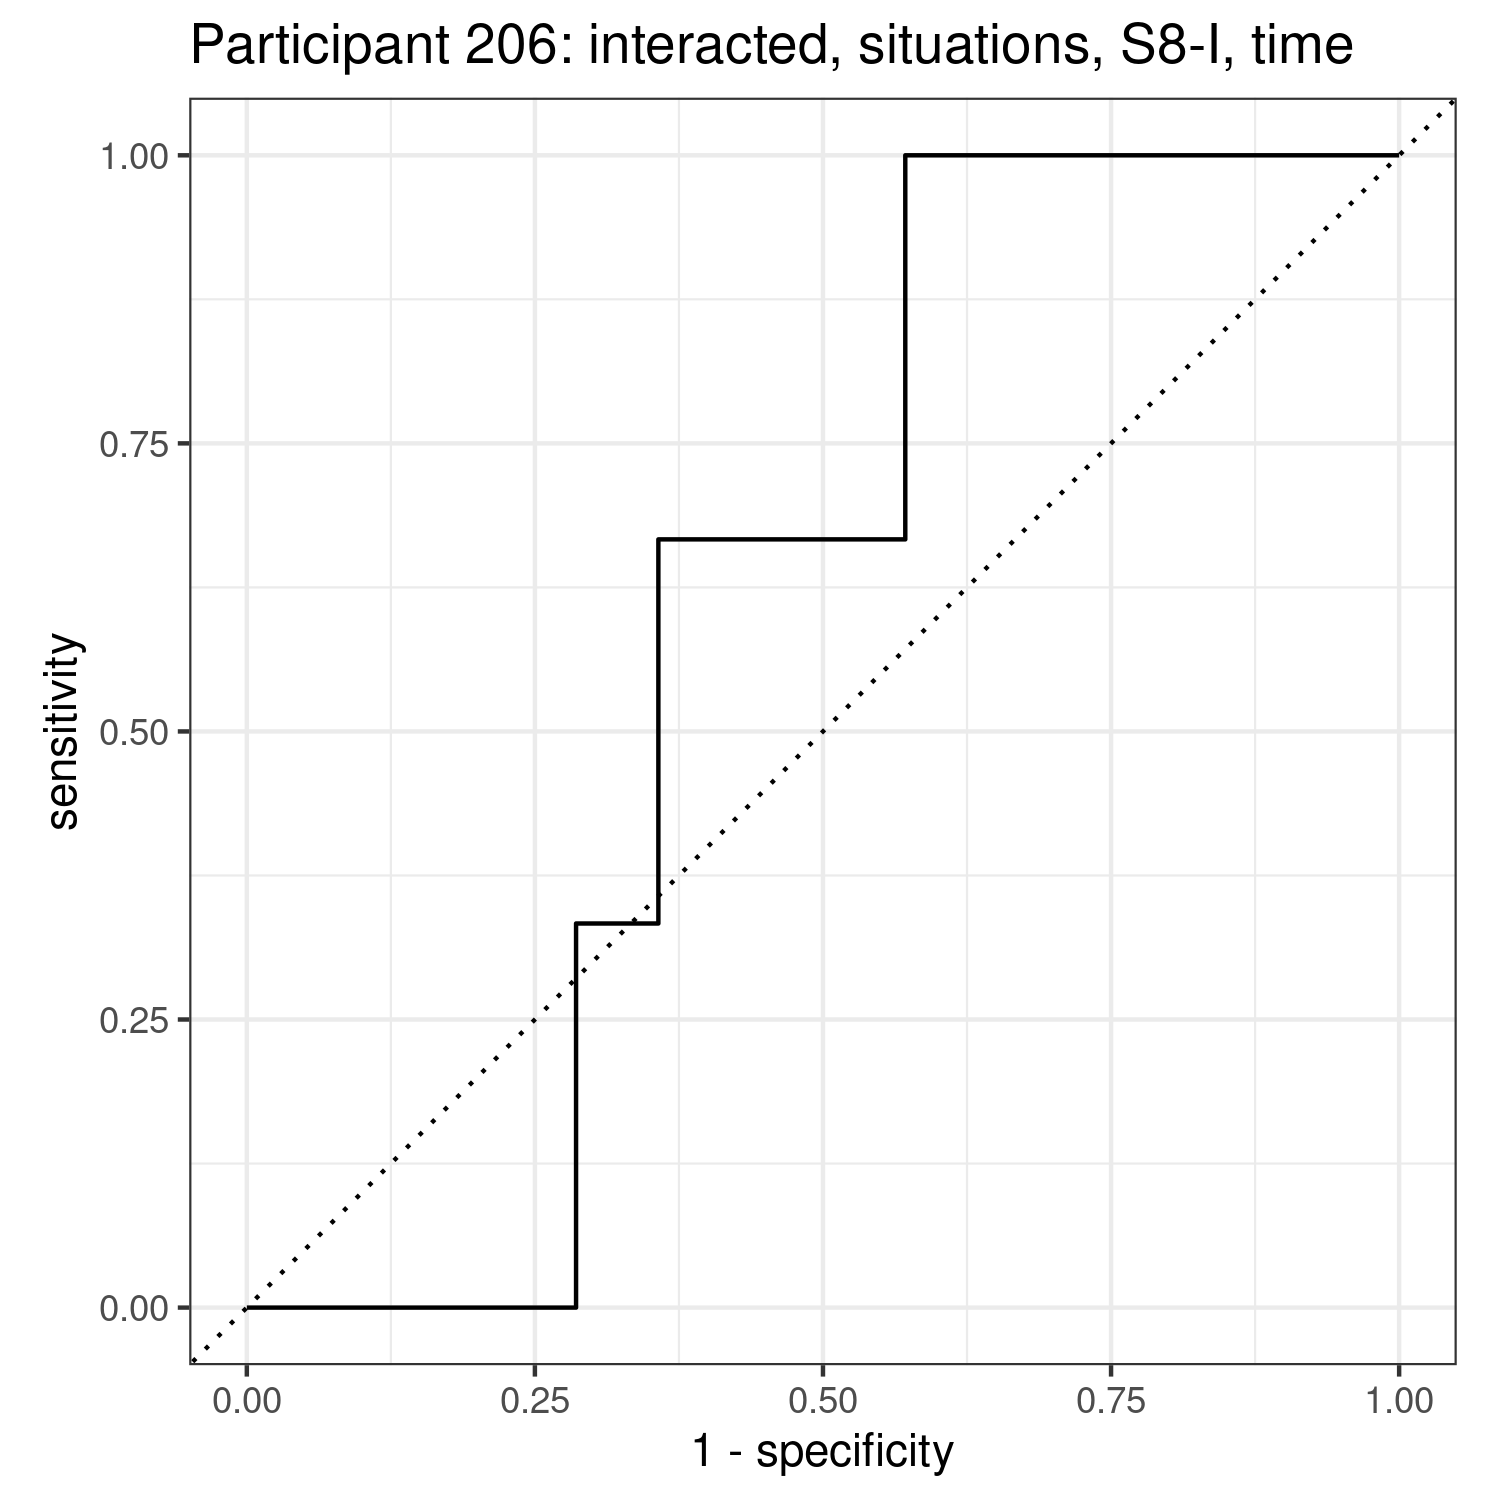 Participant 206: interacted, situations, S8-I, time
1.00
0.75
0.50
0.25
0.00
sensitivity
0.00 0.25 0.50 0.75 1.00
1 - specificity